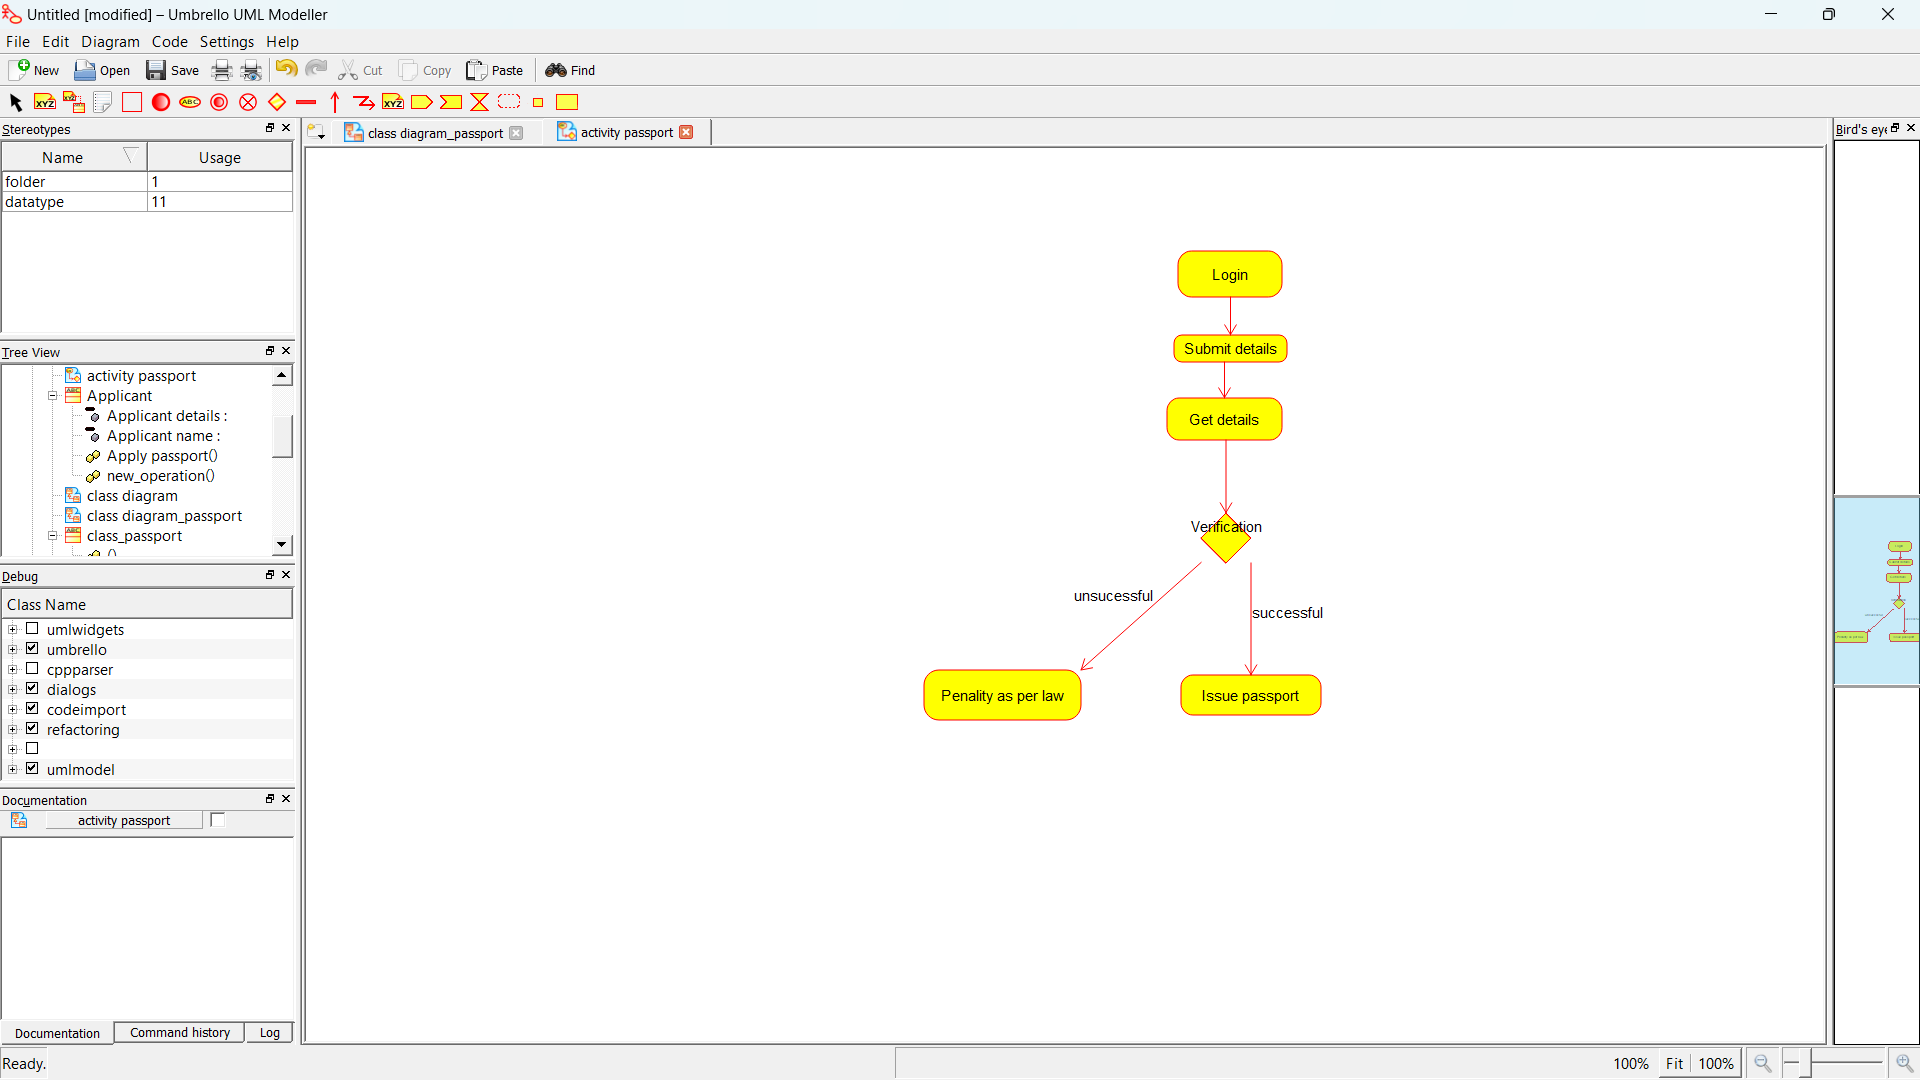 Untitled [modified] – Umbrello UML Modeller
File Edit Diagram Code Settings Help
New Open Save Cut Copy Paste Find
XYZ XYZ ABC XYZ
Stereotypes
Name Usage
folder 1
datatype 11
Tree View
activity passport
Applicant
Applicant details :
Applicant name :
Apply passport()
new_operation()
class diagram
class diagram_passport
class_passport
()
Debug
Class Name
umlwidgets
umbrello
cppparser
dialogs
codeimport
refactoring
umlmodel
Documentation
activity passport
Documentation Command history Log
Ready.
class diagram_passport activity passport
Login
Submit details
Get details
Verification
unsucessful
successful
Penality as per law
Issue passport
Bird's eye
100% Fit 100%